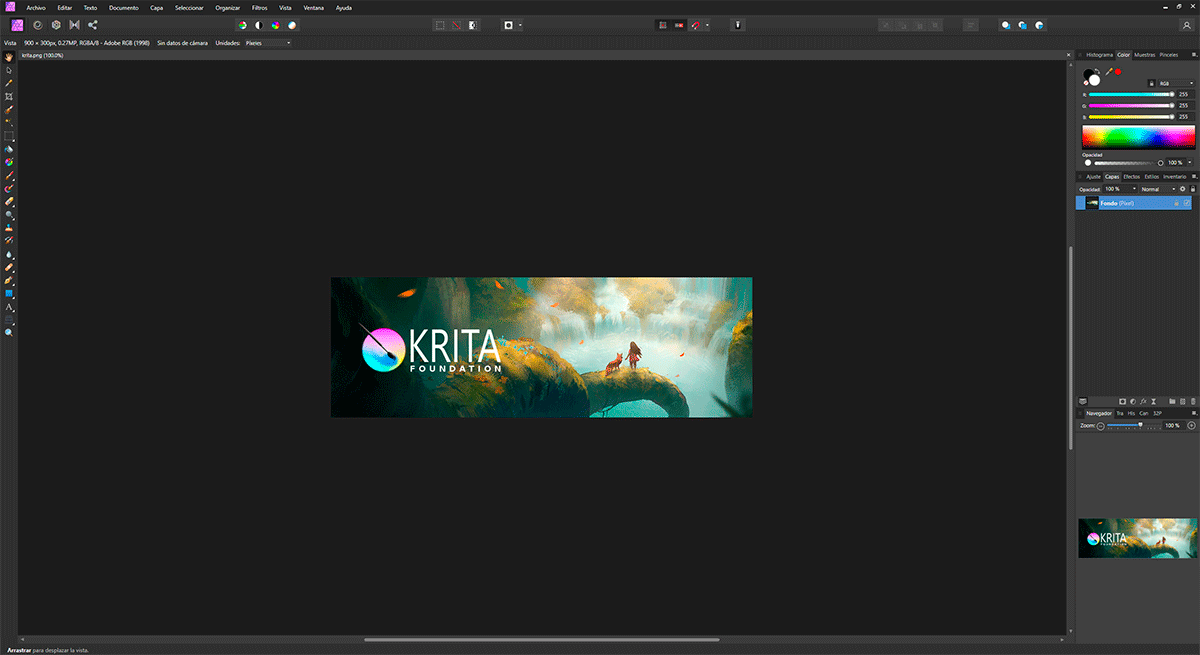 Archivo Editar Texto Documento Capa Seleccionar Organizar Filtros Vista Ventana Ayuda
Vista 900 × 300px, 0.27MP, RGBA/8 - Adobe RGB (1998) Sin datos de cámara Unidades: Píxeles
krita.png (100.0%)
Histograma Color Muestras Pinceles
RGB
R: 255
G: 255
B: 255
Opacidad
100 %
Ajuste Capas Efectos Estilos Inventario
Opacidad: 100 % Normal
Fondo (Píxel)
KRITA
FOUNDATION
Navegador Tra His Can 32P
Zoom: 100 %
KRITA
FOUNDATION
Arrastrar para desplazar la vista.